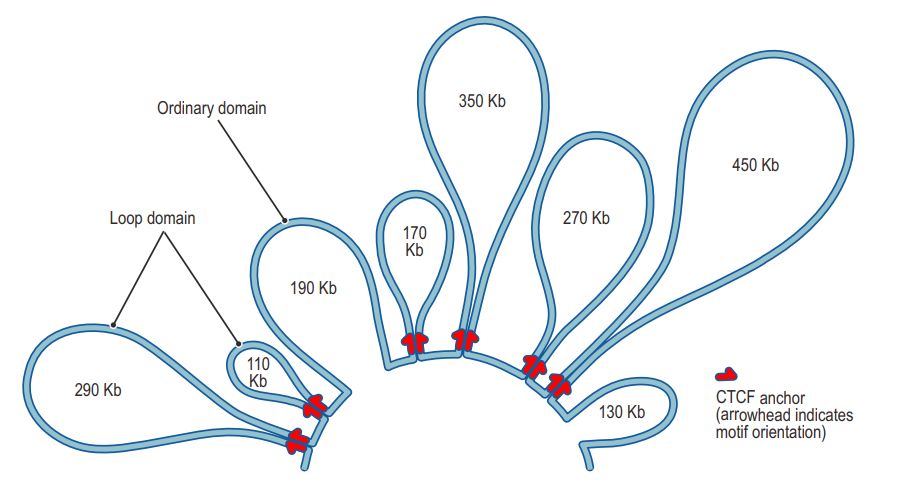 350 Kb
Ordinary domain
450 Kb
Loop domain
270 Kb
170
Kb
190 Kb
110
Kb
290 Kb
130 Kb
CTCF anchor
(arrowhead indicates
motif orientation)